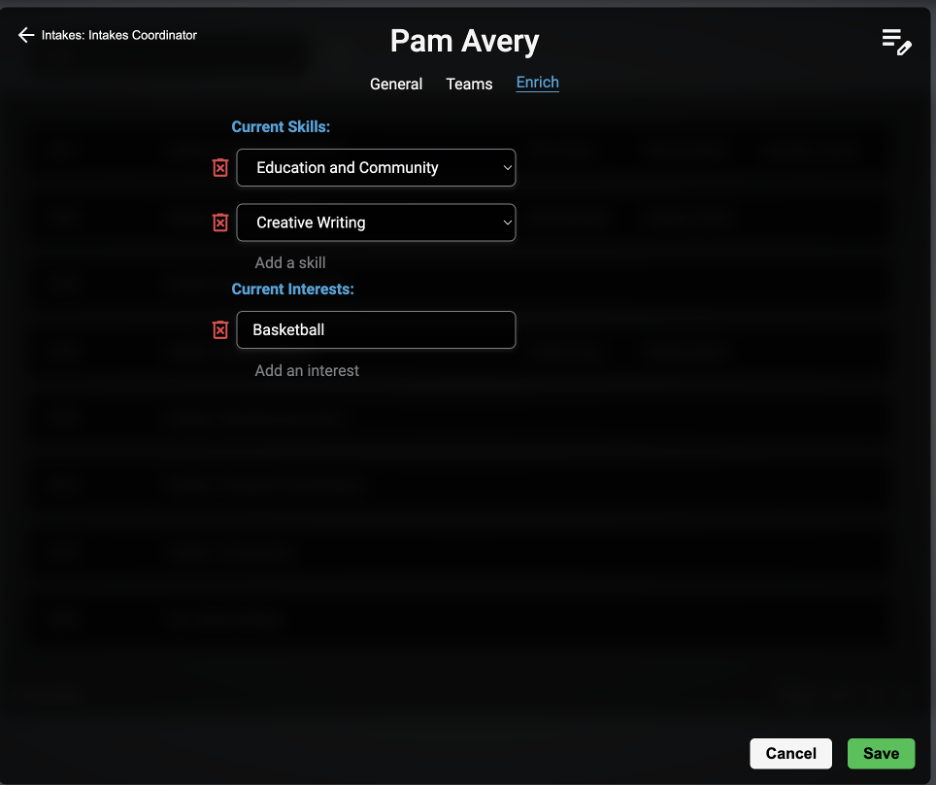 Intakes: Intakes Coordinator
Pam Avery
General Teams Enrich
Current Skills:
Education and Community
Creative Writing
Add a skill
Current Interests:
Basketball
Add an interest
Cancel Save